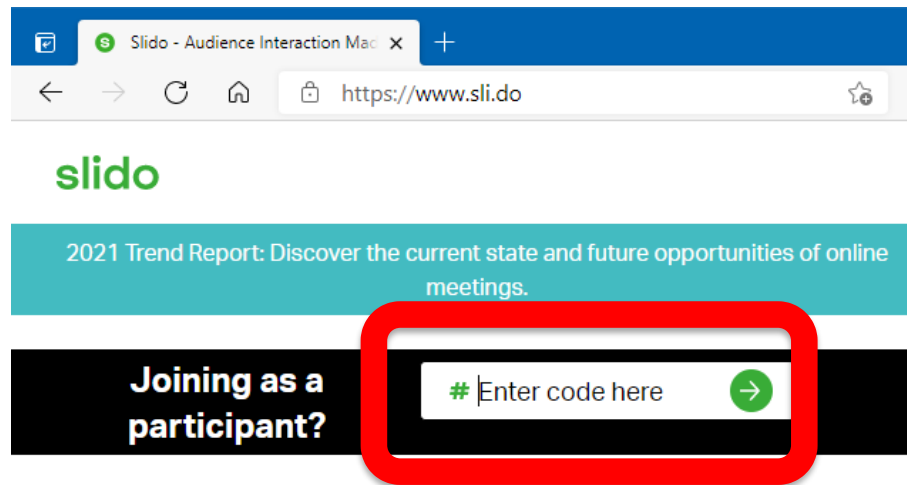 Slido - Audience Interaction Mac
https://www.sli.do
slido
2021 Trend Report: Discover the current state and future opportunities of online
meetings.
Joining as a
participant?
# Enter code here